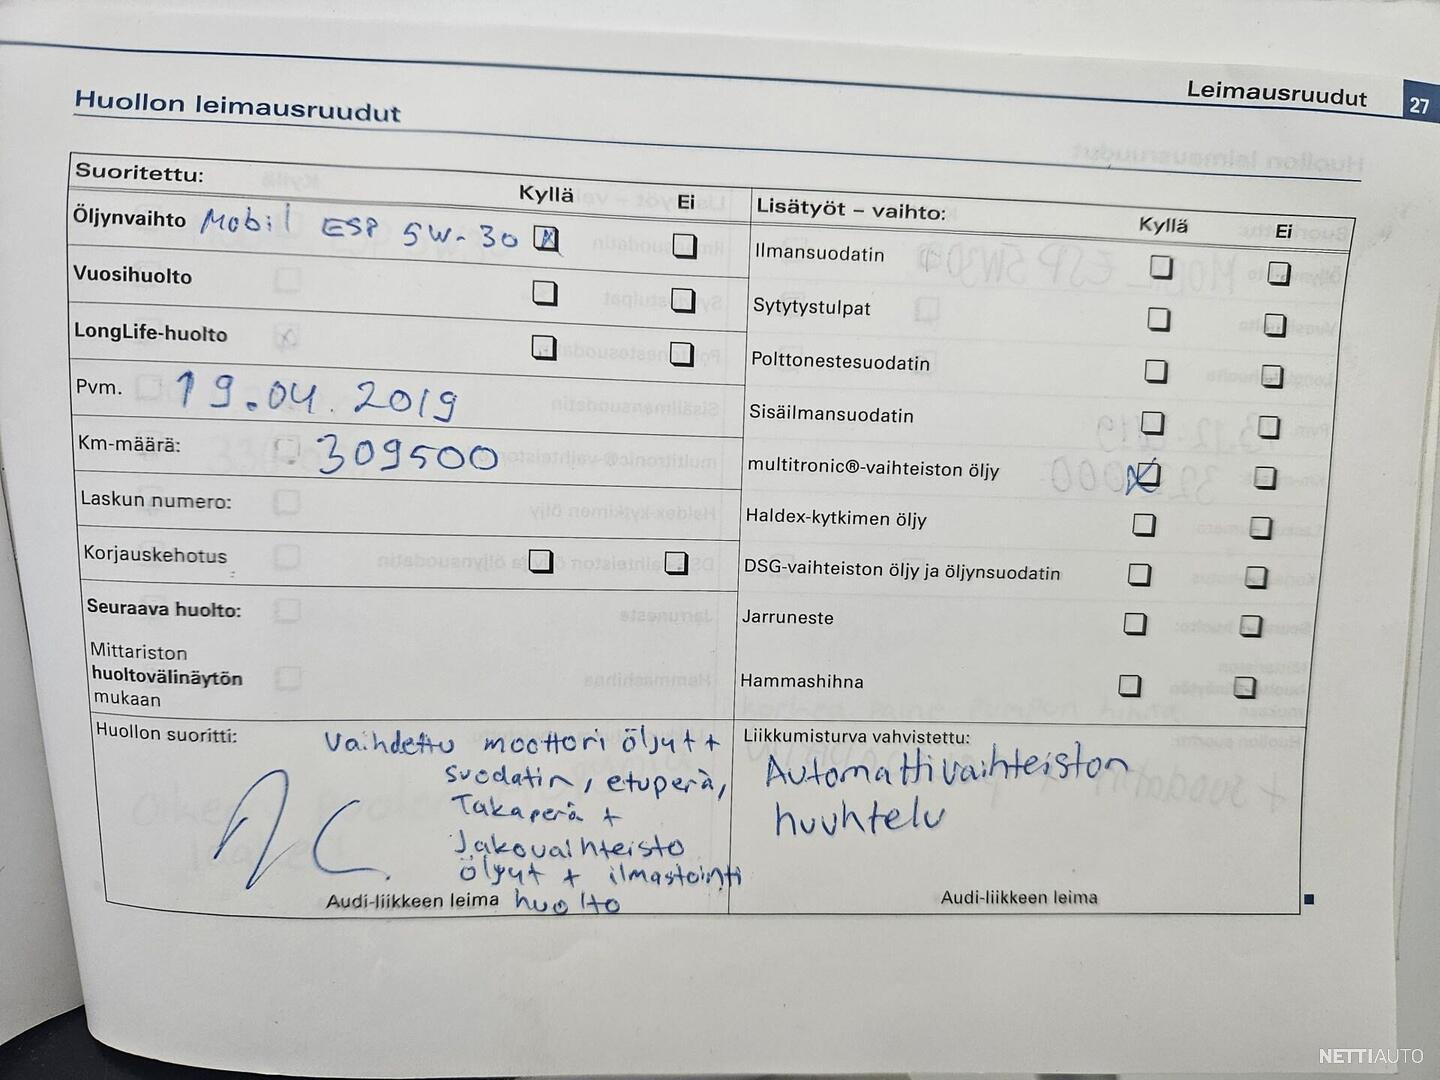 Leimausruudut 27
Huollon leimausruudut
Suoritettu: Kyllä Ei
Öljynvaihto Mobil ESP 5W-30
Vuosihuolto
LongLife-huolto
Pvm. 19.04.2019
Km-määrä: 309500
Laskun numero:
Korjauskehotus
Seuraava huolto:
Mittariston
huoltovälinäytön
mukaan
Huollon suoritti: Vaihdettu moottori öljyt +
suodatin, etuperä,
Takaperä +
Jakovaihteisto
öljyt + ilmastointi
Audi-liikkeen leima huolto
Lisätyöt – vaihto: Kyllä Ei
Ilmansuodatin
Sytytystulpat
Polttonestesuodatin
Sisäilmansuodatin
multitronic®-vaihteiston öljy
Haldex-kytkimen öljy
DSG-vaihteiston öljy ja öljynsuodatin
Jarruneste
Hammashihna
Liikkumisturva vahvistettu:
Automattivaihteiston
huuhtelu
Audi-liikkeen leima
NETTIAUTO